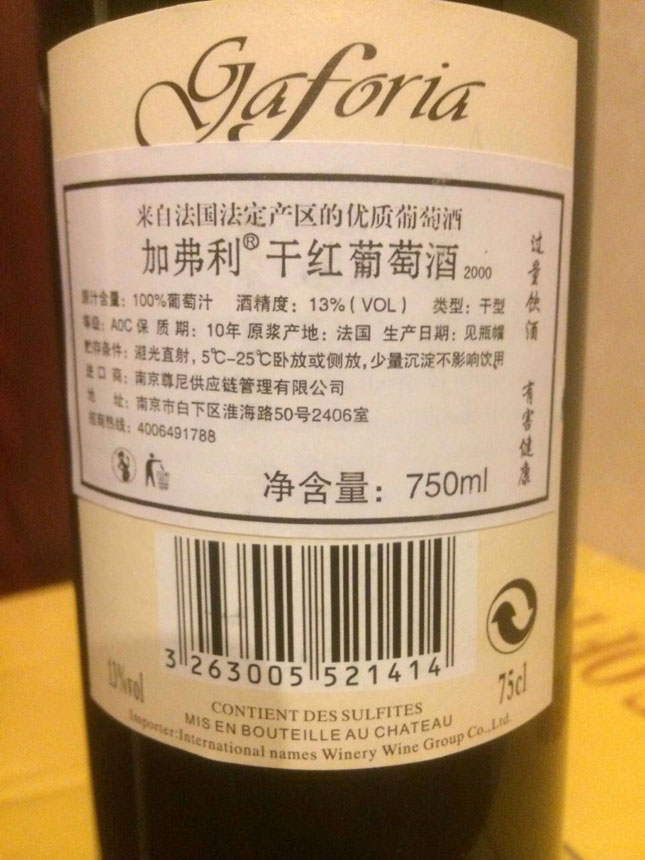 Gaforia
来自法国法定产区的优质葡萄酒
加弗利®干红葡萄酒 2000
原汁含量：100%葡萄汁 酒精度：13%(VOL) 类型：干型
等级：AOC 保质期：10年 原浆产地：法国 生产日期：见瓶帽
贮存条件：避光直射，5℃-25℃卧放或侧放，少量沉淀不影响饮用
进口商：南京尊尼供应链管理有限公司
地址：南京市白下区淮海路50号2406室
招商热线：4006491788
净含量：750ml
过量饮酒 有害健康
3 263005 521414
13%vol
75cl
CONTIENT DES SULFITES
MIS EN BOUTEILLE AU CHATEAU
Importer:International names Winery Wine Group Co.,Ltd.